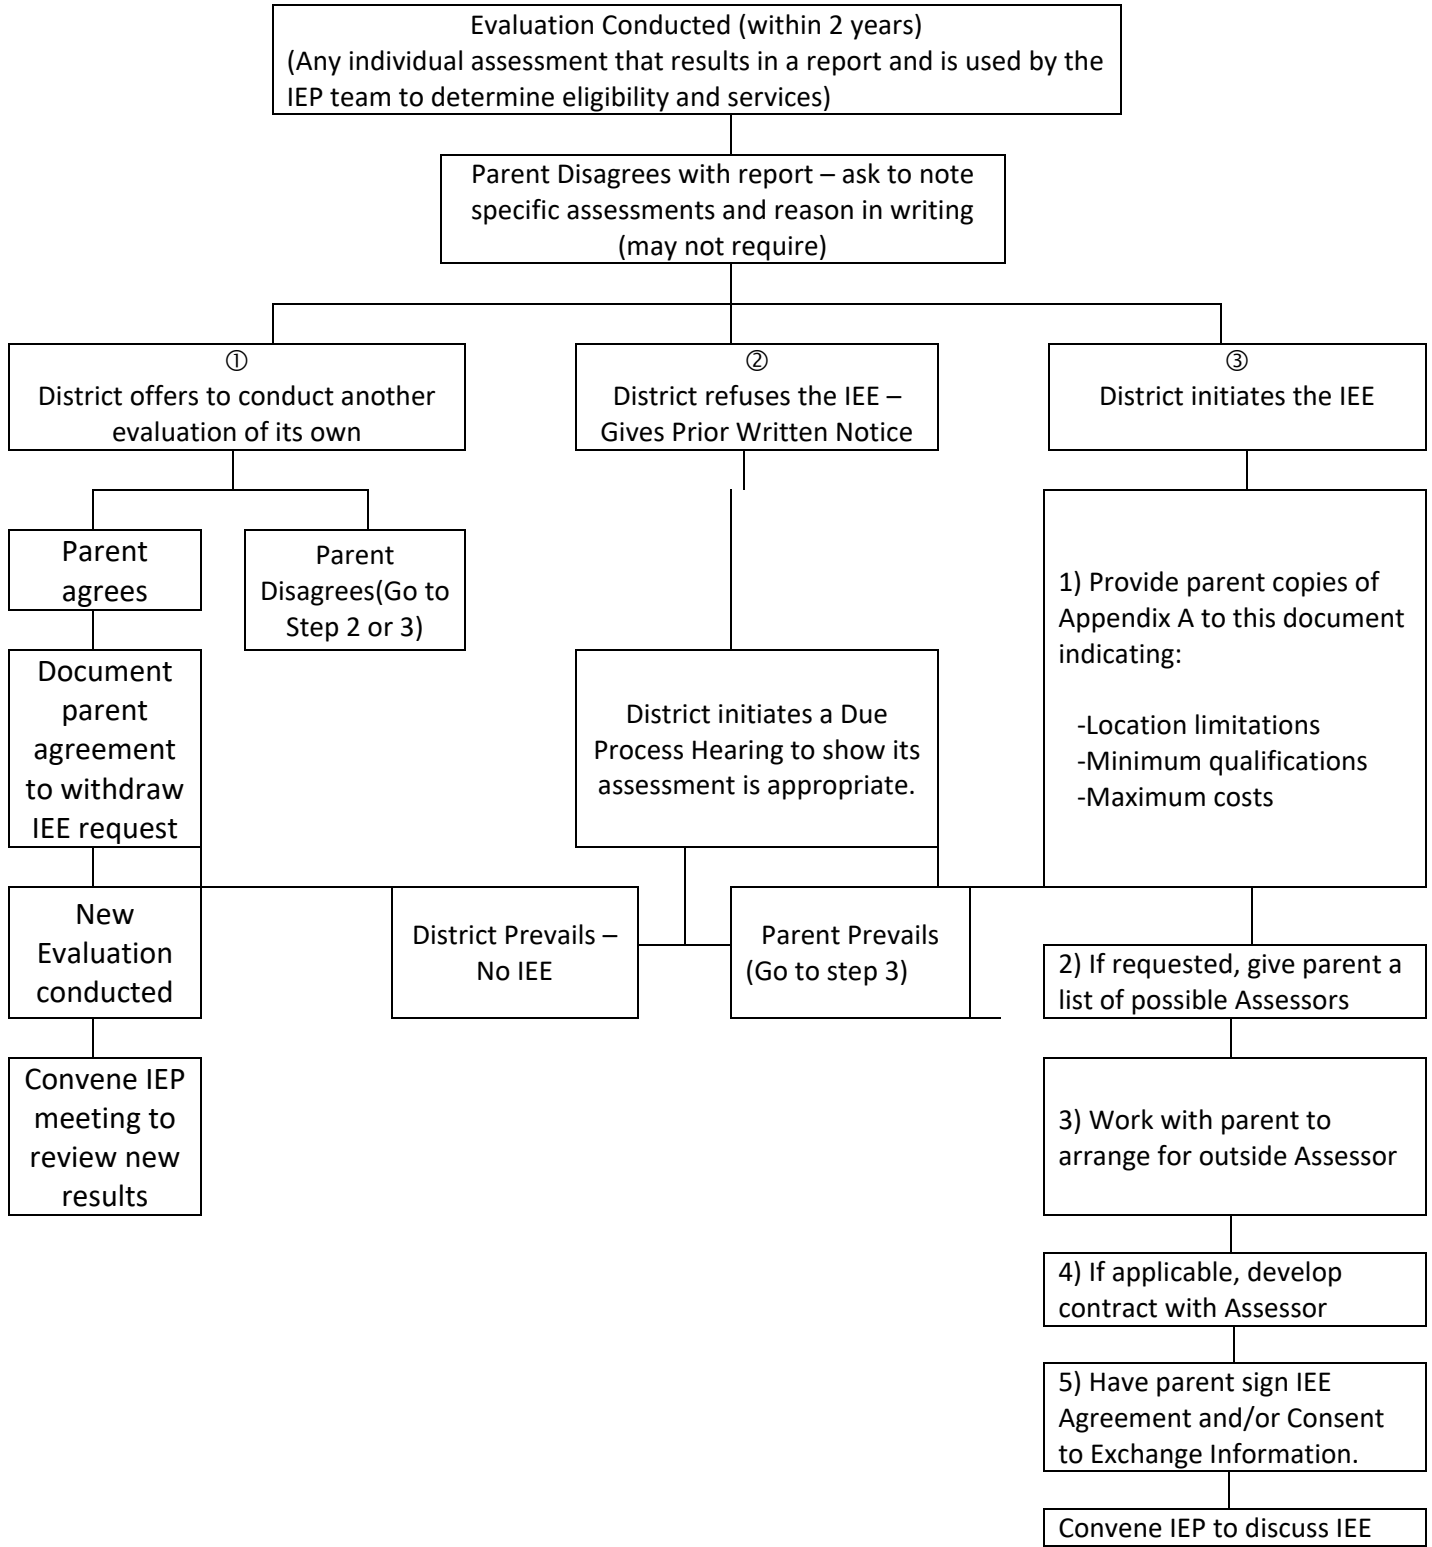 Evaluation Conducted (within 2 years)
(Any individual assessment that results in a report and is used by the
IEP team to determine eligibility and services)
Parent Disagrees with report – ask to note
specific assessments and reason in writing
(may not require)
①
District offers to conduct another
evaluation of its own
②
District refuses the IEE –
Gives Prior Written Notice
③
District initiates the IEE
Parent
agrees
Parent
Disagrees(Go to
Step 2 or 3)
Document
parent
agreement
to withdraw
IEE request
New
Evaluation
conducted
Convene IEP
meeting to
review new
results
District initiates a Due
Process Hearing to show its
assessment is appropriate.
District Prevails –
No IEE
Parent Prevails
(Go to step 3)
1) Provide parent copies of
Appendix A to this document
indicating:
-Location limitations
-Minimum qualifications
-Maximum costs
2) If requested, give parent a
list of possible Assessors
3) Work with parent to
arrange for outside Assessor
4) If applicable, develop
contract with Assessor
5) Have parent sign IEE
Agreement and/or Consent
to Exchange Information.
Convene IEP to discuss IEE